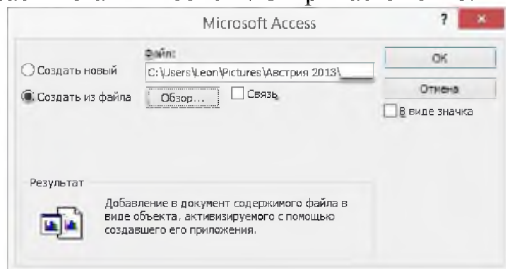 Microsoft Access
?
Файл:
Создать новый
C:\Users\Leon\Pictures\Австрия 2013\
Создать из файла
Обзор...
Связь
OK
Отмена
В виде значка
Результат
Добавление в документ содержимого файла в
виде объекта, активизируемого с помощью
создавшего его приложения.